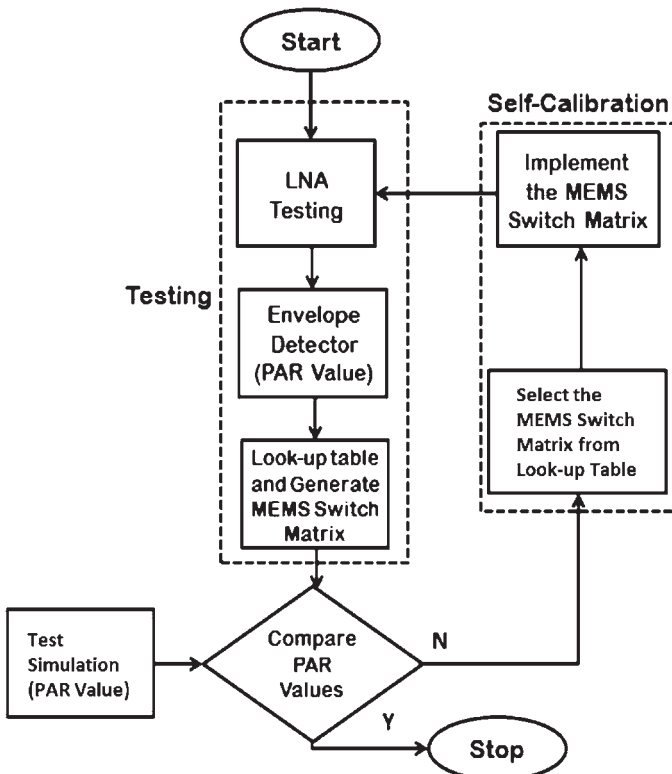 Start
Self-Calibration
Testing
LNA
Testing
Envelope
Detector
(PAR Value)
Look-up table
and Generate
MEMS Switch
Matrix
Implement
the MEMS
Switch Matrix
Select the
MEMS Switch
Matrix from
Look-up Table
Test
Simulation
(PAR Value)
Compare
PAR
Values
N
Y
Stop